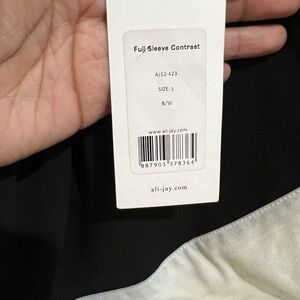 Full Sleeve Contrast
AJ12-423
SIZE: L
B/W
www.ali-jay.com
887903 378364
ali-jay.com